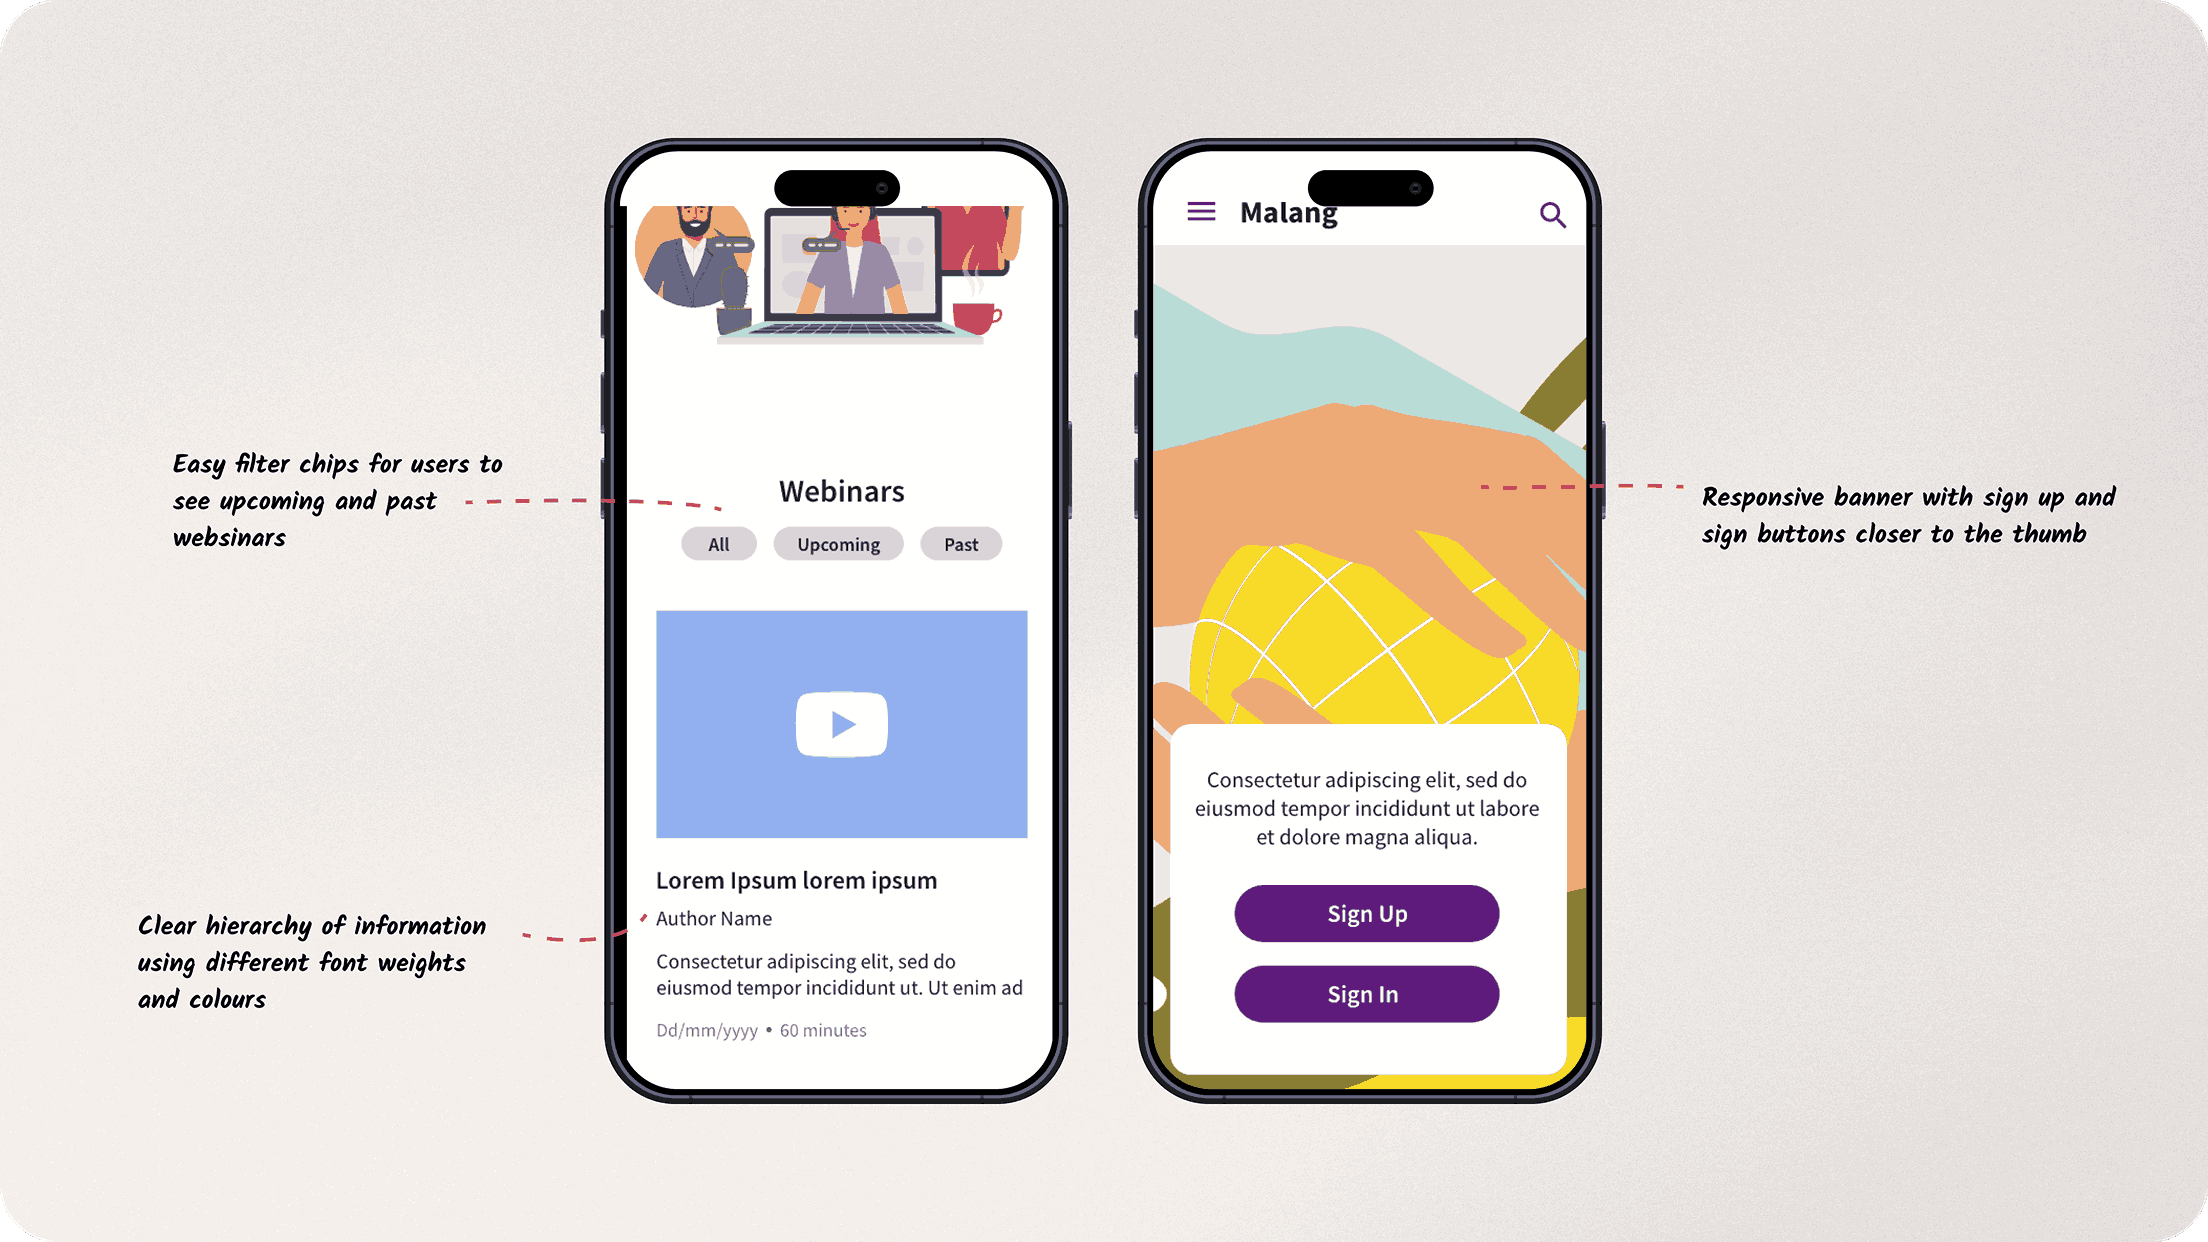 Easy filter chips for users to
see upcoming and past
websinars
Clear hierarchy of information
using different font weights
and colours
Webinars
All
Upcoming
Past
Lorem Ipsum lorem ipsum
Author Name
Consectetur adipiscing elit, sed do
eiusmod tempor incididunt ut. Ut enim ad
Dd/mm/yyyy • 60 minutes
Malang
Consectetur adipiscing elit, sed do
eiusmod tempor incididunt ut labore
et dolore magna aliqua.
Sign Up
Sign In
Responsive banner with sign up and
sign buttons closer to the thumb